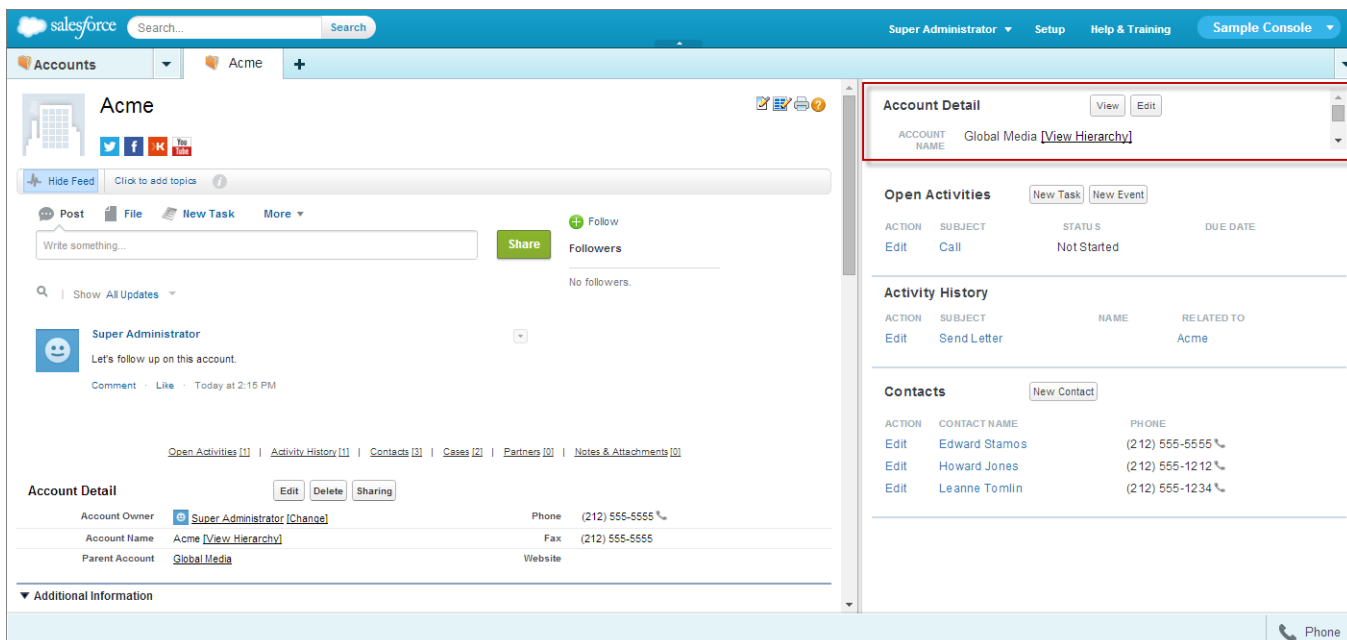 salesforce Search... Search Super Administrator Setup Help & Training Sample Console
Accounts Acme +
Acme
You Tube
Hide Feed Click to add topics i
Post File New Task More
Write something... Share
Follow
Followers
No followers.
Show All Updates
Super Administrator
Let's follow up on this account.
Comment · Like · Today at 2:15 PM
Open Activities [1] | Activity History [1] | Contacts [3] | Cases [2] | Partners [0] | Notes & Attachments [0]
Account Detail Edit Delete Sharing
Account Owner Super Administrator [Change] Phone (212) 555-5555
Account Name Acme [View Hierarchy] Fax (212) 555-5555
Parent Account Global Media Website
Additional Information
Account Detail View Edit
ACCOUNT NAME Global Media [View Hierarchy]
Open Activities New Task New Event
ACTION SUBJECT STATUS DUE DATE
Edit Call Not Started
Activity History
ACTION SUBJECT NAME RELATED TO
Edit Send Letter Acme
Contacts New Contact
ACTION CONTACT NAME PHONE
Edit Edward Stamos (212) 555-5555
Edit Howard Jones (212) 555-1212
Edit Leanne Tomlin (212) 555-1234
Phone